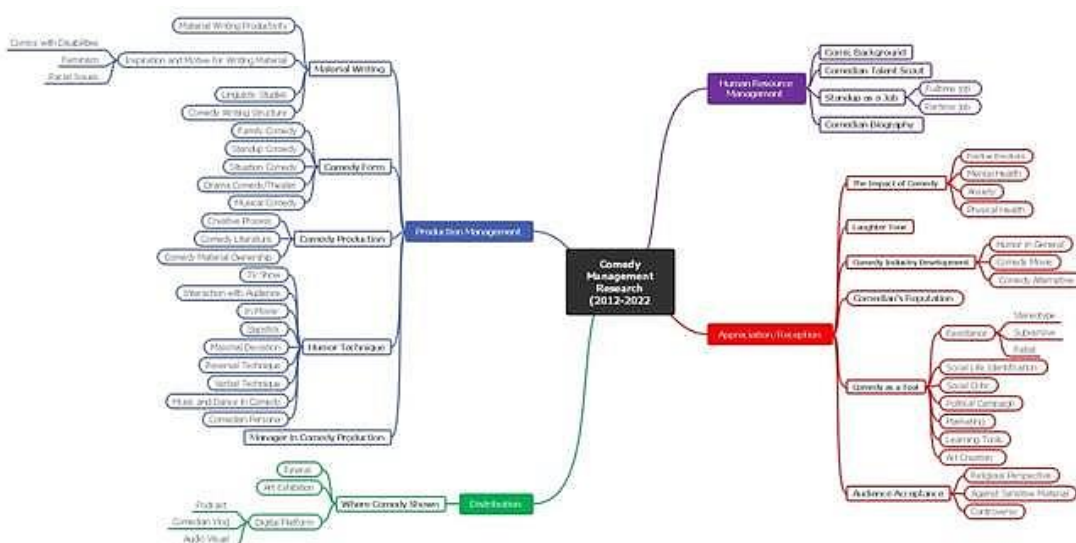 Material Writing Productivity
Comics with Disabilities
Feminism
Racial Issues
Inspiration and Motive for Writing Material
Linguistic Studies
Comedy Writing Structure
Material Writing
Family Comedy
Standup Comedy
Situation Comedy
Drama Comedy/Theater
Musical Comedy
Comedy Form
Creative Process
Comedy Literature
Comedy Material Ownership
Comedy Production
TV Show
Interaction with Audience
Slapstick
Maximal Deviation
Reversal Technique
Verbal Technique
Music and Dance in Comedy
Comedian Persona
Humor Technique
Manager in Comedy Production
Production Management
Funeral
Art Exhibition
Podcast
Comedian Vlog
Audio Visual
Digital Platform
Where Comedy Shown
Distribution
Comedy
Management
Research
(2012-2022
Human Resource
Management
Comic Background
Comedian Talent Scout
Standup as a Job
Fulltime Job
Parttime Job
Comedian Biography
Appreciation/Reception
The Impact of Comedy
Positive Emotions
Mental Health
Anxiety
Physical Health
Laughter Tone
Comedy Industry Development
Humor in General
Comedy Movie
Comedy Alternative
Comedian's Reputation
Comedy as a Tool
Resistance
Stereotype
Subversive
Social Life Identification
Social Critic
Political Campaign
Marketing
Learning Tools
Art Creation
Audience Acceptance
Religious Perspective
Against Sensitive Material